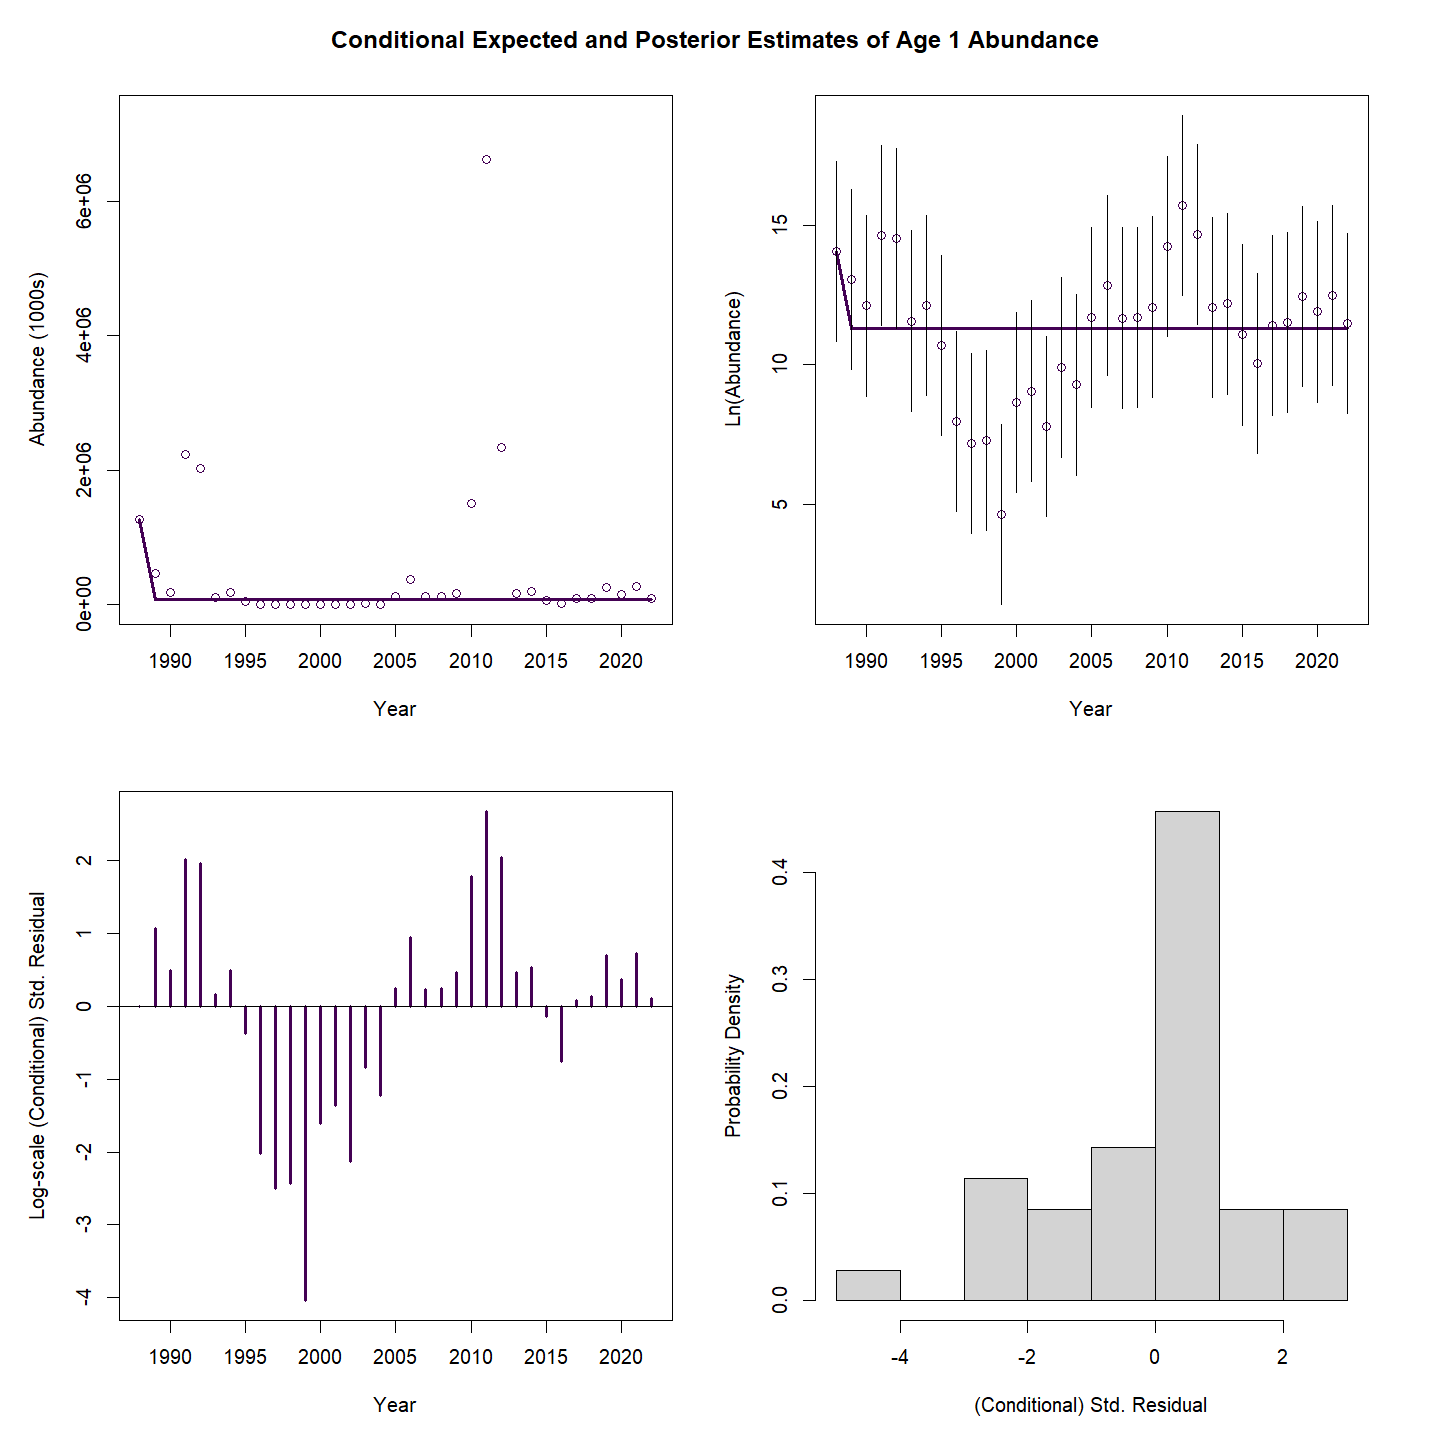 Conditional Expected and Posterior Estimates of Age 1 Abundance
Abundance (1000s)
0e+00 2e+06 4e+06 6e+06
1990 1995 2000 2005 2010 2015 2020
Year
Ln(Abundance)
5 10 15
1990 1995 2000 2005 2010 2015 2020
Year
Log-scale (Conditional) Std. Residual
-4 -3 -2 -1 0 1 2
1990 1995 2000 2005 2010 2015 2020
Year
Probability Density
0.0 0.1 0.2 0.3 0.4
-4 -2 0 2
(Conditional) Std. Residual